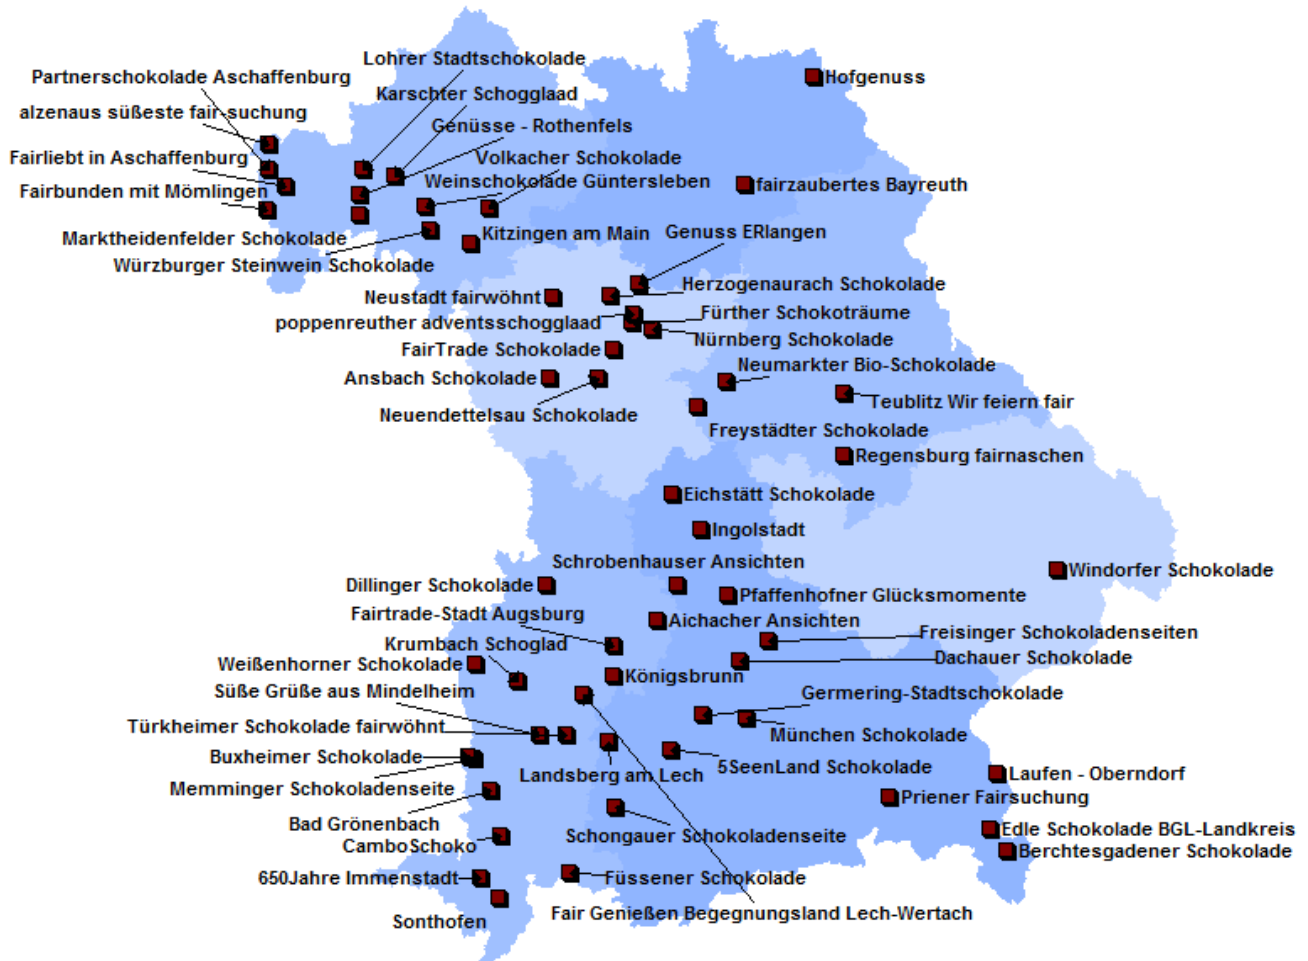 Lohrer Stadtschokolade
Partnerschokolade Aschaffenburg
Hofgenuss
Karschter Schogglaad
alzenaus süßeste fair-suchung
Genüsse - Rothenfels
Fairliebt in Aschaffenburg
Volkacher Schokolade
Weinschokolade Güntersleben
fairzaubertes Bayreuth
Fairbunden mit Mömlingen
Kitzingen am Main
Genuss ERlangen
Marktheidenfelder Schokolade
Würzburger Steinwein Schokolade
Herzogenaurach Schokolade
Neustadt fairwöhnt
Fürther Schokoträume
poppenreuther adventsschogglaad
Nürnberg Schokolade
FairTrade Schokolade
Neumarkter Bio-Schokolade
Ansbach Schokolade
Teublitz Wir feiern fair
Neuendettelsau Schokolade
Freystädter Schokolade
Regensburg fairnaschen
Eichstätt Schokolade
Ingolstadt
Schrobenhauser Ansichten
Windorfer Schokolade
Dillinger Schokolade
Pfaffenhofner Glücksmomente
Fairtrade-Stadt Augsburg
Aichacher Ansichten
Freisinger Schokoladenseiten
Krumbach Schoglad
Dachauer Schokolade
Weißenhorner Schokolade
Königsbrunn
Süße Grüße aus Mindelheim
Germering-Stadtschokolade
Türkheimer Schokolade fairwöhnt
München Schokolade
Buxheimer Schokolade
5SeenLand Schokolade
Landsberg am Lech
Laufen - Oberndorf
Memminger Schokoladenseite
Priener Fairsuchung
Bad Grönenbach
Edle Schokolade BGL-Landkreis
Schongauer Schokoladenseite
CamboSchoko
Berchtesgadener Schokolade
650Jahre Immenstadt
Füssener Schokolade
Fair Genießen Begegnungsland Lech-Wertach
Sonthofen